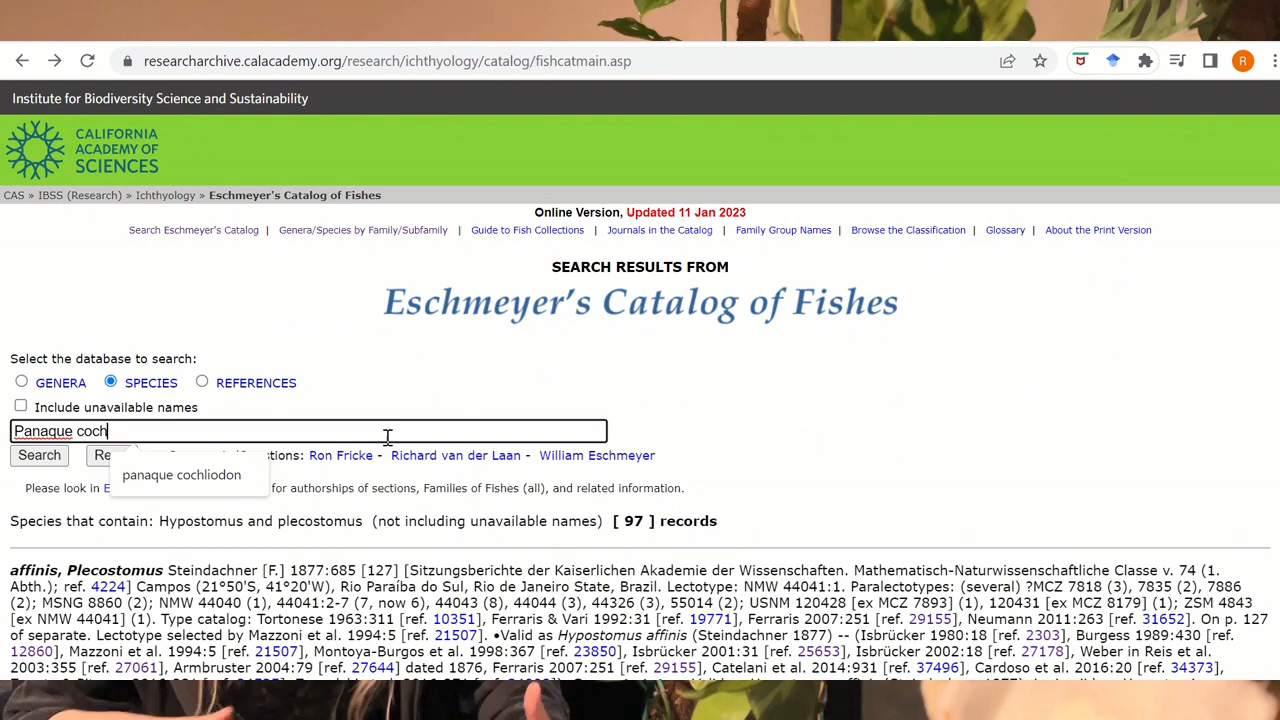 researcharchive.calacademy.org/research/ichthyology/catalog/fishcatmain.asp
R
Institute for Biodiversity Science and Sustainability
CALIFORNIA
ACADEMY OF
SCIENCES
CAS » IBSS (Research) » Ichthyology » Eschmeyer's Catalog of Fishes
Online Version, Updated 11 Jan 2023
Search Eschmeyer's Catalog | Genera/Species by Family/Subfamily | Guide to Fish Collections | Journals in the Catalog | Family Group Names | Browse the Classification | Glossary | About the Print Version
SEARCH RESULTS FROM
Eschmeyer's Catalog of Fishes
Select the database to search:
GENERA SPECIES REFERENCES
Include unavailable names
Panaque coch
Search Re Ron Fricke - Richard van der Laan - William Eschmeyer
panaque cochliodon
Please look in E for authorships of sections, Families of Fishes (all), and related information.
Species that contain: Hypostomus and plecostomus (not including unavailable names) [ 97 ] records
affinis, Plecostomus Steindachner [F.] 1877:685 [127] [Sitzungsberichte der Kaiserlichen Akademie der Wissenschaften. Mathematisch-Naturwissenschaftliche Classe v. 74 (1.
Abth.); ref. 4224] Campos (21°50'S, 41°20'W), Rio Paraíba do Sul, Rio de Janeiro State, Brazil. Lectotype: NMW 44041:1. Paralectotypes: (several) ?MCZ 7818 (3), 7835 (2), 7886
(2); MSNG 8860 (2); NMW 44040 (1), 44041:2-7 (7, now 6), 44043 (8), 44044 (3), 44326 (3), 55014 (2); USNM 120428 [ex MCZ 7893] (1), 120431 [ex MCZ 8179] (1); ZSM 4843
[ex NMW 44041] (1). Type catalog: Tortonese 1963:311 [ref. 10351], Ferraris & Vari 1992:31 [ref. 19771], Ferraris 2007:251 [ref. 29155], Neumann 2011:263 [ref. 31652]. On p. 127
of separate. Lectotype selected by Mazzoni et al. 1994:5 [ref. 21507]. •Valid as Hypostomus affinis (Steindachner 1877) -- (Isbrücker 1980:18 [ref. 2303], Burgess 1989:430 [ref.
12860], Mazzoni et al. 1994:5 [ref. 21507], Montoya-Burgos et al. 1998:367 [ref. 23850], Isbrücker 2001:31 [ref. 25653], Isbrücker 2002:18 [ref. 27178], Weber in Reis et al.
2003:355 [ref. 27061], Armbruster 2004:79 [ref. 27644] dated 1876, Ferraris 2007:251 [ref. 29155], Catelani et al. 2014:931 [ref. 37496], Cardoso et al. 2016:20 [ref. 34373],